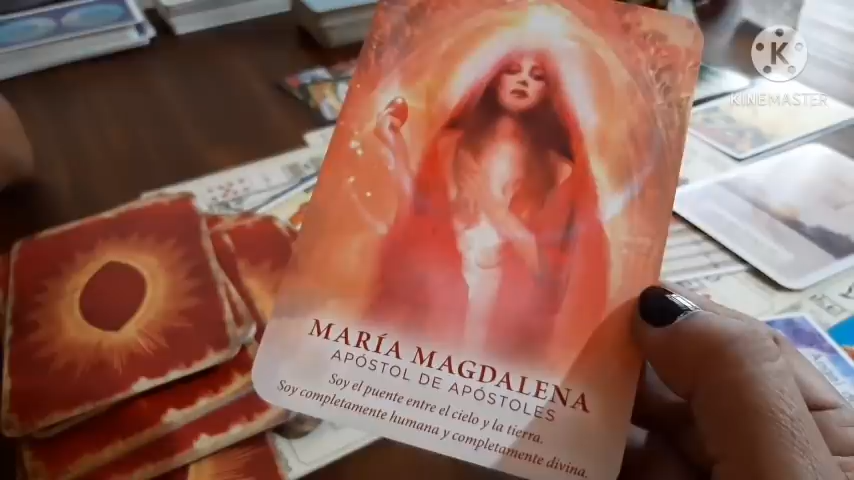 K
KINEMASTER
MARÍA MAGDALENA
APÓSTOL DE APÓSTOLES
Soy el puente entre el cielo y la tierra.
Soy completamente humana y completamente divina.